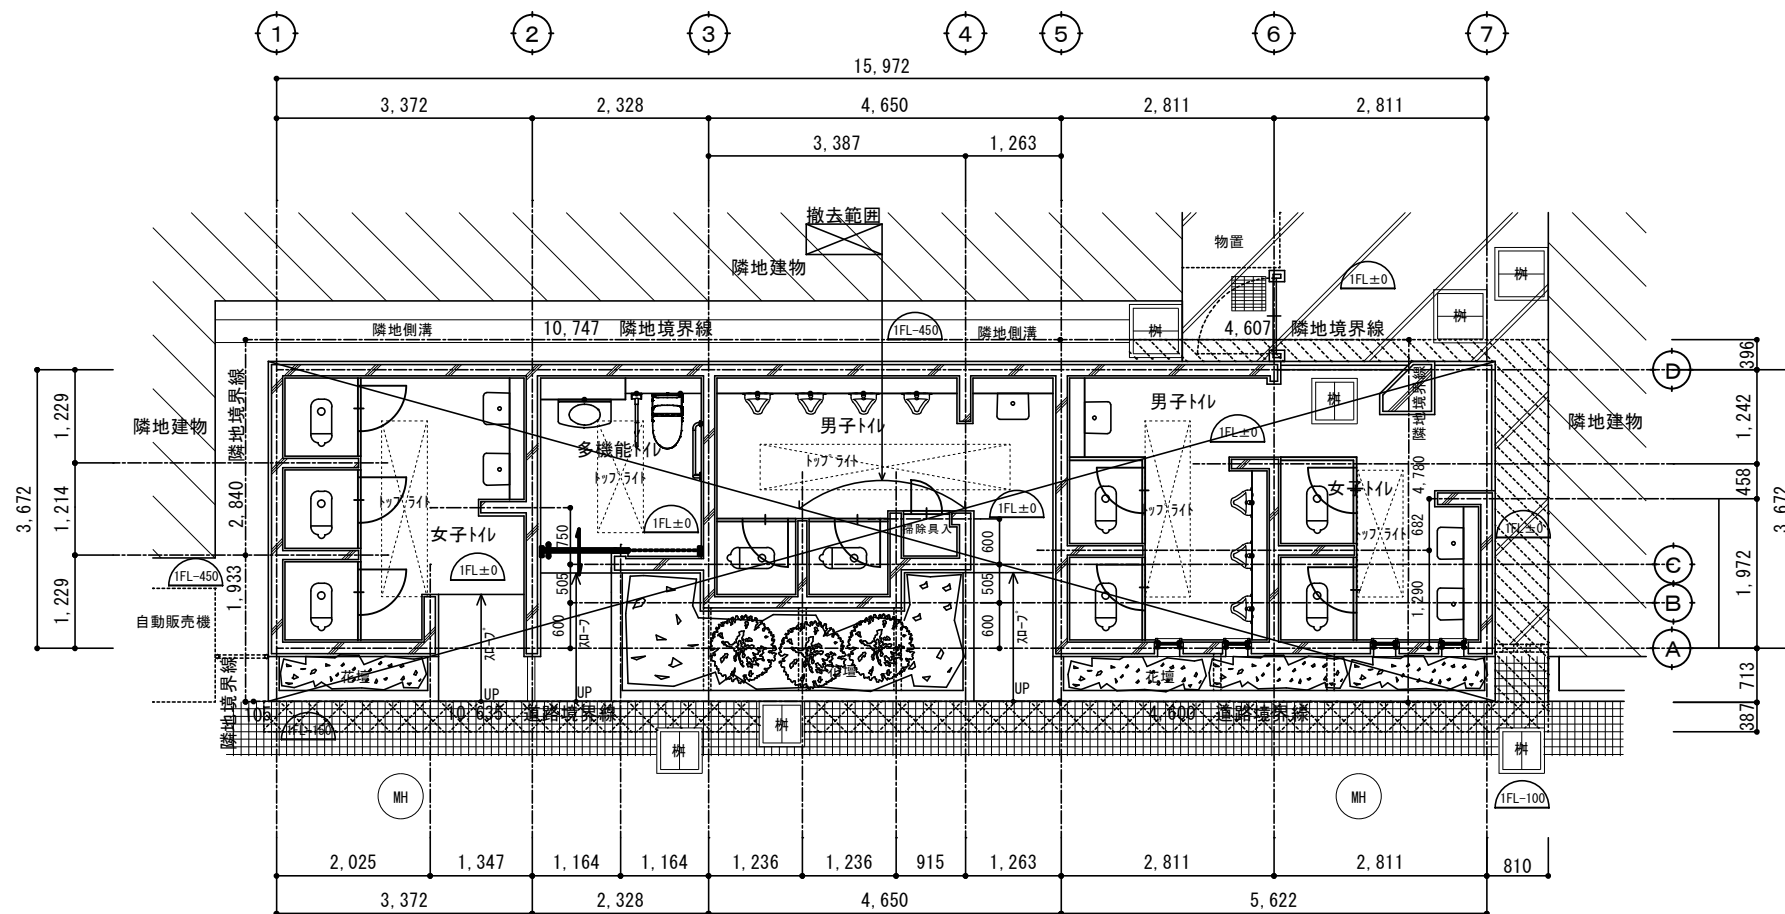 1 2 3 4 5 6 7
15,972
3,372 2,328 4,650 2,811 2,811
3,387 1,263
撤去範囲
物置
隣地建物
1FL±0
桝
桝
桝
隣地側溝
10,747 隣地境界線
1FL-450
隣地側溝
桝
4,607 隣地境界線
396
D
1,229
隣地境界線
隣地建物
男子トイレ
男子トイレ
桝
隣地境界線
1,242
隣地建物
多機能トイレ
トップライト
1FL±0
3,672
1,214
2,840
トップライト
トップライト
1FL±0
1FL±0
トップライト
4,780
女子トイレ
トップライト
458
3,672
女子トイレ
750
掃除具入
600
682
1FL±0
1FL-450
1FL±0
505
505
C
1,229
1,933
自動販売機
600
600
1,290
B
1,972
スロープ
スロープ
スロープ
A
隣地境界線
花壇
UP
UP
花壇
UP
花壇
713
106
10,635 道路境界線
4,600 道路境界線
387
1FL-150
桝
桝
桝
MH
MH
1FL-100
2,025 1,347 1,164 1,164 1,236 1,236 915 1,263 2,811 2,811 810
3,372 2,328 4,650 5,622